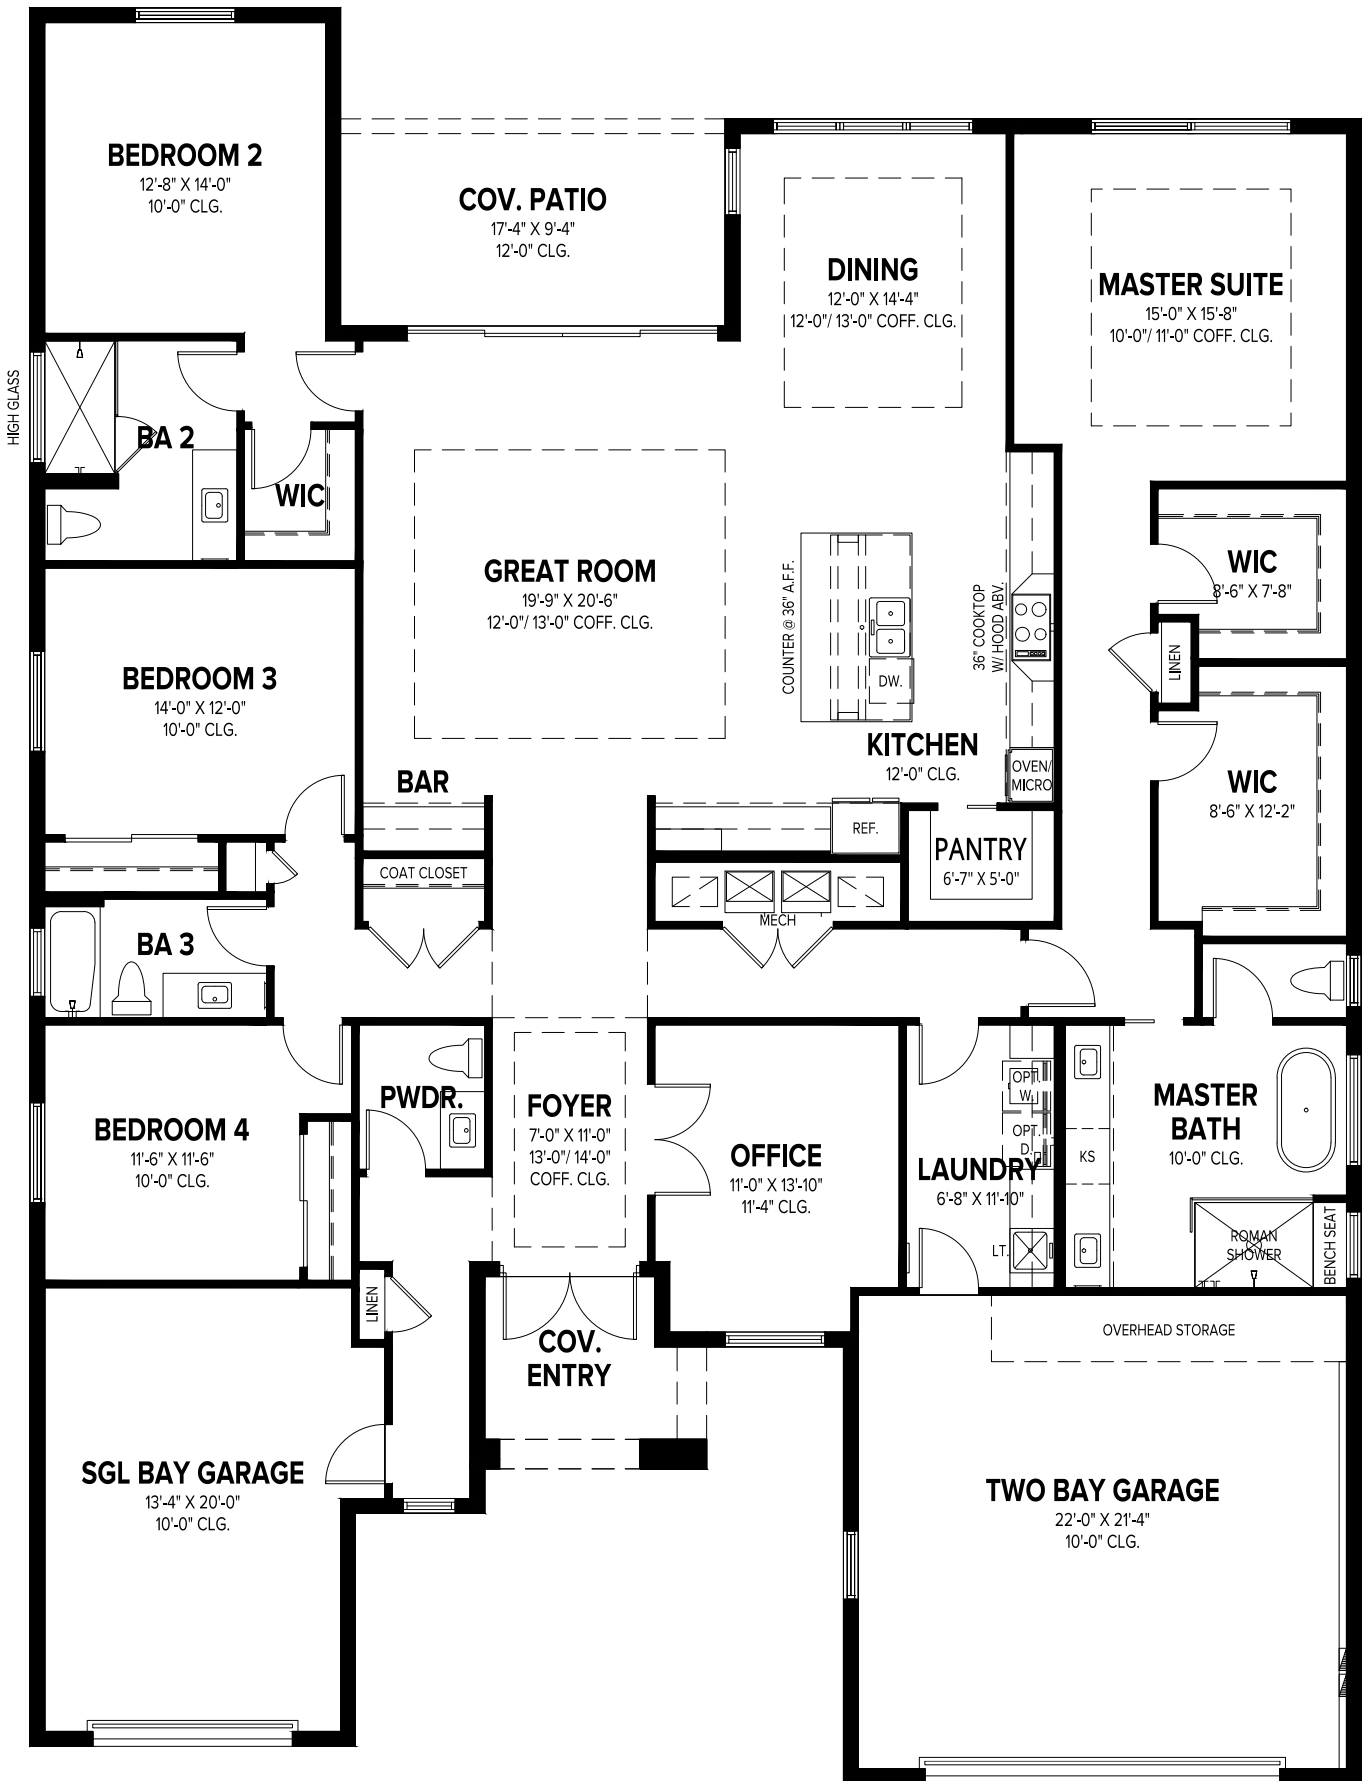 BEDROOM 2
12'-8" X 14'-0"
10'-0" CLG.
COV. PATIO
17'-4" X 9'-4"
12'-0" CLG.
DINING
12'-0" X 14'-4"
12'-0"/ 13'-0" COFF. CLG.
MASTER SUITE
15'-0" X 15'-8"
10'-0"/ 11'-0" COFF. CLG.
HIGH GLASS
BA 2
WIC
GREAT ROOM
19'-9" X 20'-6"
12'-0"/ 13'-0" COFF. CLG.
COUNTER @ 36" A.F.F.
DW.
36" COOKTOP
W/ HOOD ABV.
WIC
8'-6" X 7'-8"
LINEN
BEDROOM 3
14'-0" X 12'-0"
10'-0" CLG.
KITCHEN
12'-0" CLG.
OVEN/
MICRO
WIC
8'-6" X 12'-2"
BAR
REF.
PANTRY
6'-7" X 5'-0"
COAT CLOSET
MECH
BA 3
BEDROOM 4
11'-6" X 11'-6"
10'-0" CLG.
PWDR.
FOYER
7'-0" X 11'-0"
13'-0"/ 14'-0"
COFF. CLG.
OFFICE
11'-0" X 13'-10"
11'-4" CLG.
OPT.
W.
OPT.
D.
LAUNDRY
6'-8" X 11'-10"
LT.
KS
MASTER
BATH
10'-0" CLG.
ROMAN
SHOWER
BENCH SEAT
LINEN
COV.
ENTRY
OVERHEAD STORAGE
SGL BAY GARAGE
13'-4" X 20'-0"
10'-0" CLG.
TWO BAY GARAGE
22'-0" X 21'-4"
10'-0" CLG.